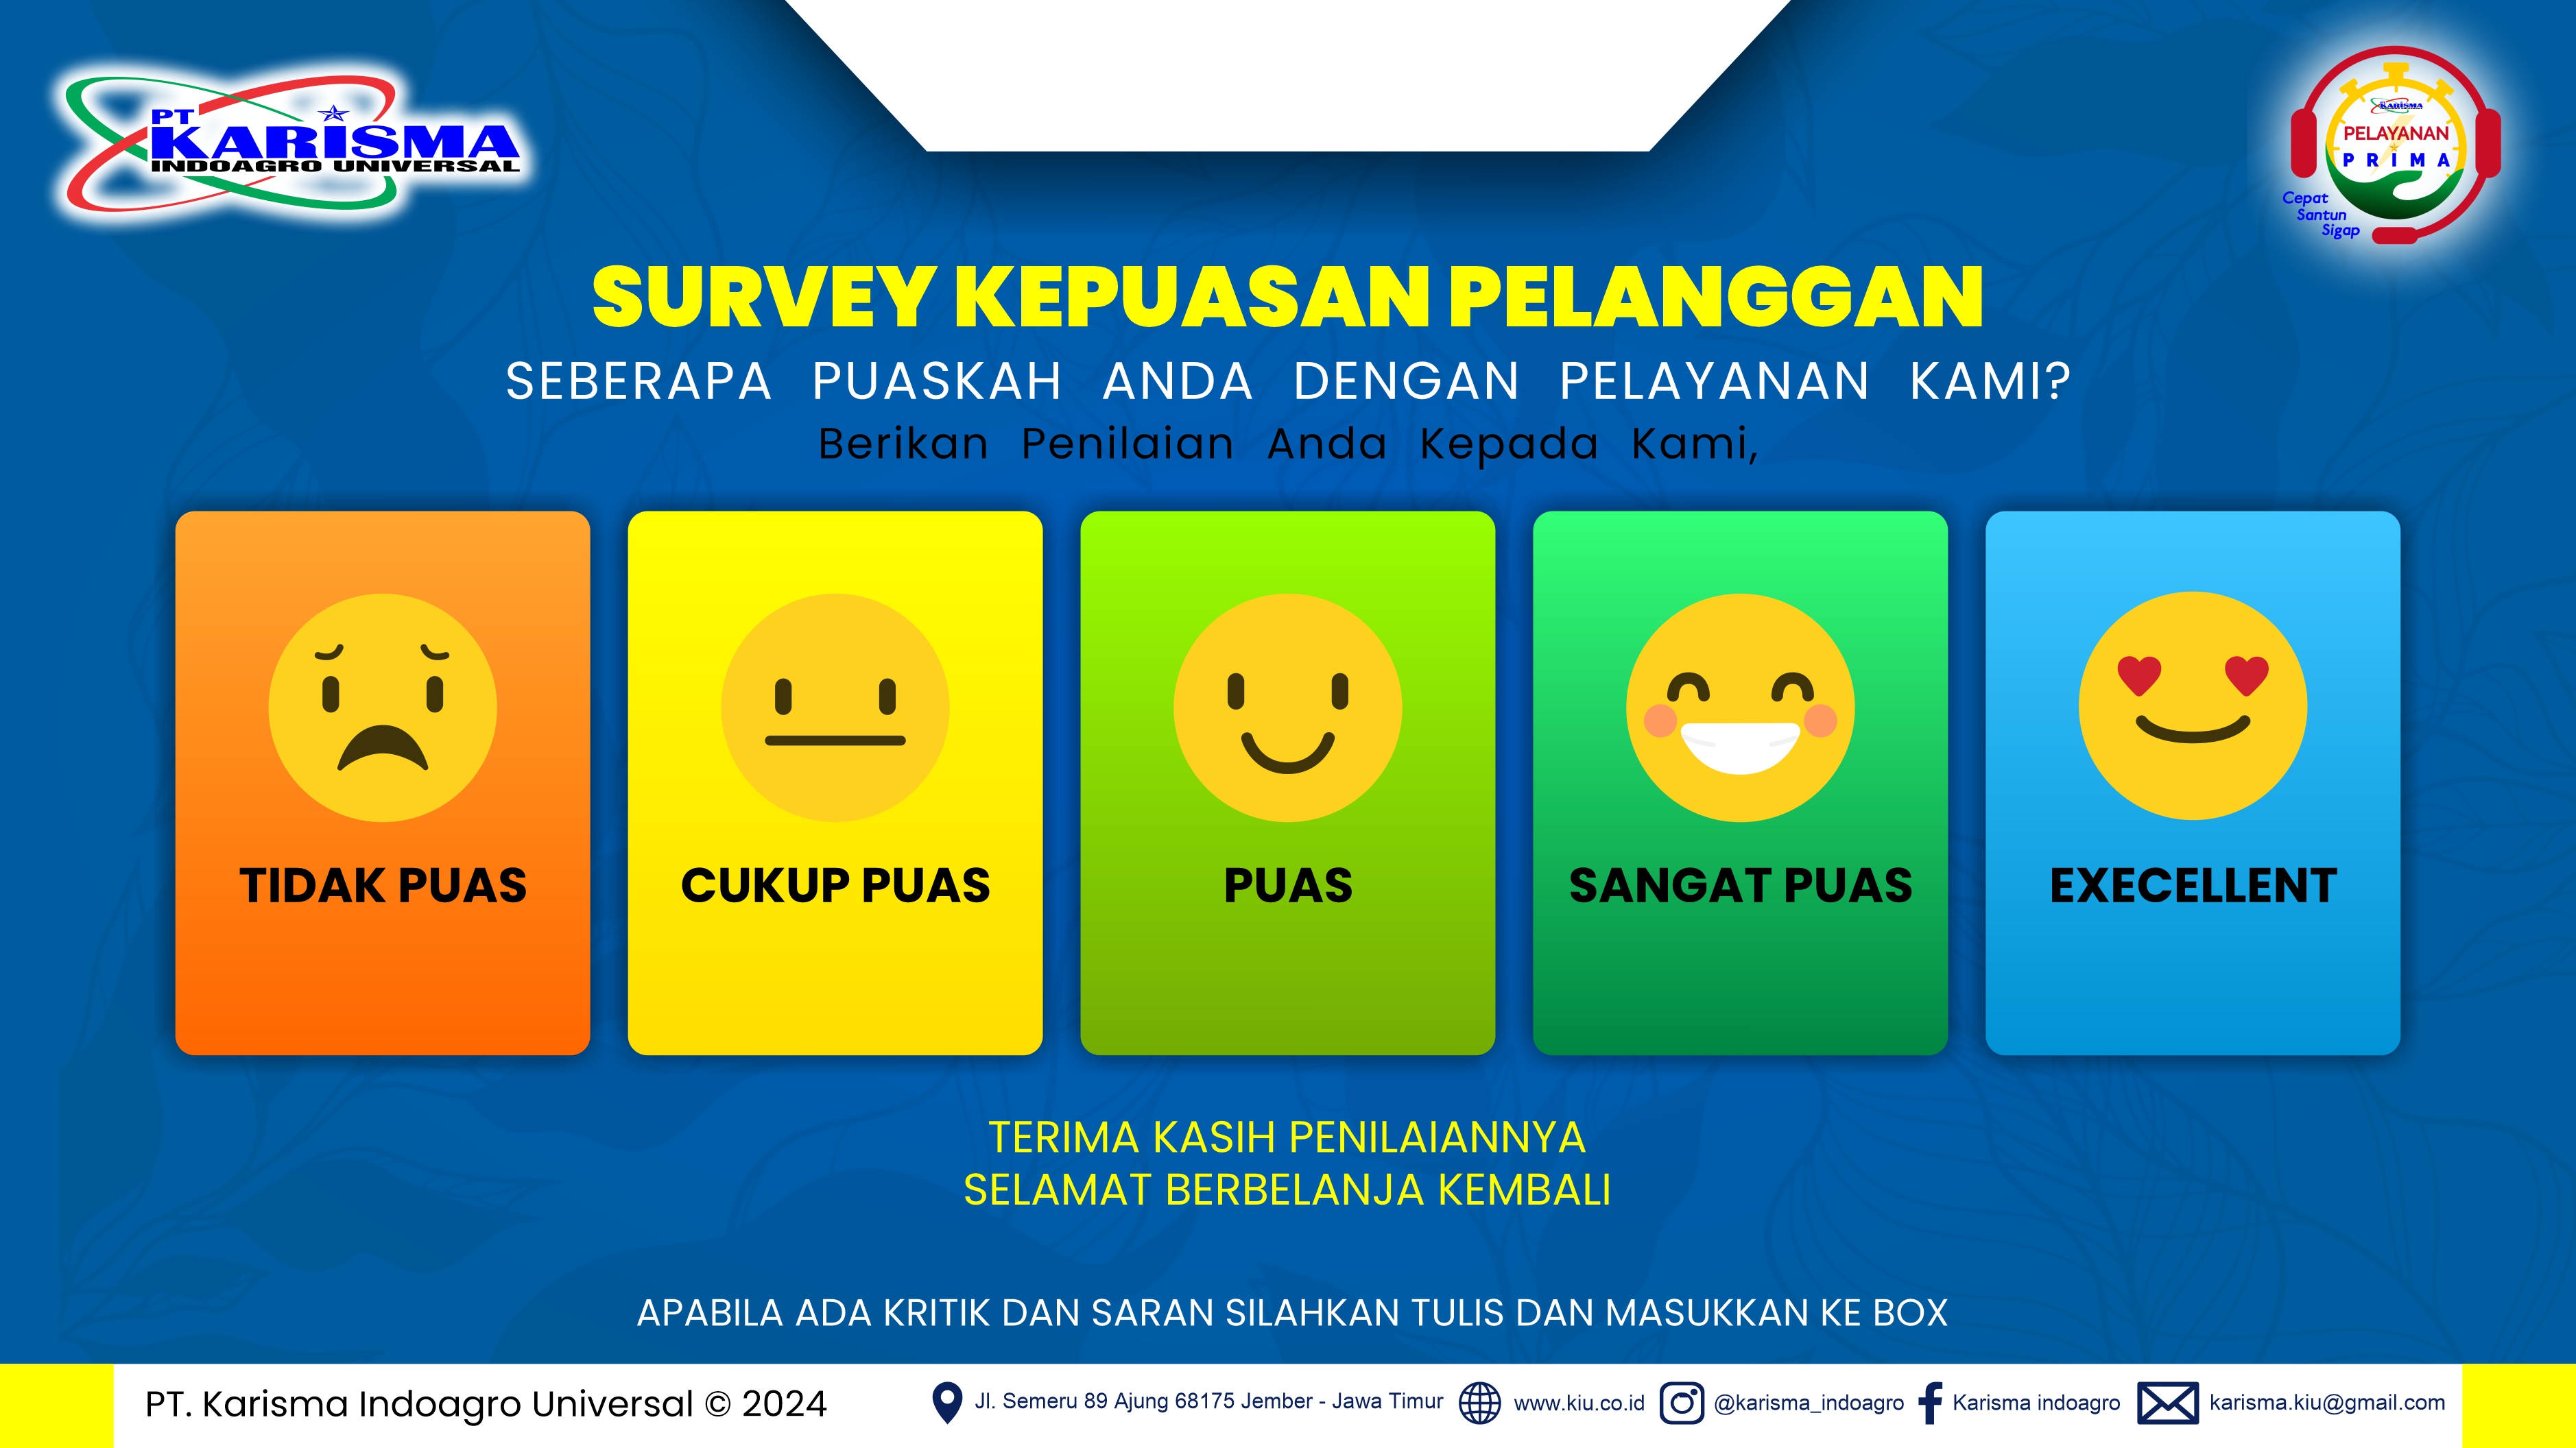 PT
KARISMA
INDOAGRO UNIVERSAL
KARISMA
PELAYANAN
PRIMA
Cepat
Santun
Sigap
SURVEY KEPUASAN PELANGGAN
SEBERAPA PUASKAH ANDA DENGAN PELAYANAN KAMI?
Berikan Penilaian Anda Kepada Kami,
TIDAK PUAS
CUKUP PUAS
PUAS
SANGAT PUAS
EXECELLENT
TERIMA KASIH PENILAIANNYA
SELAMAT BERBELANJA KEMBALI
APABILA ADA KRITIK DAN SARAN SILAHKAN TULIS DAN MASUKKAN KE BOX
PT. Karisma Indoagro Universal © 2024
Jl. Semeru 89 Ajung 68175 Jember - Jawa Timur
www.kiu.co.id
@karisma_indoagro
Karisma indoagro
karisma.kiu@gmail.com